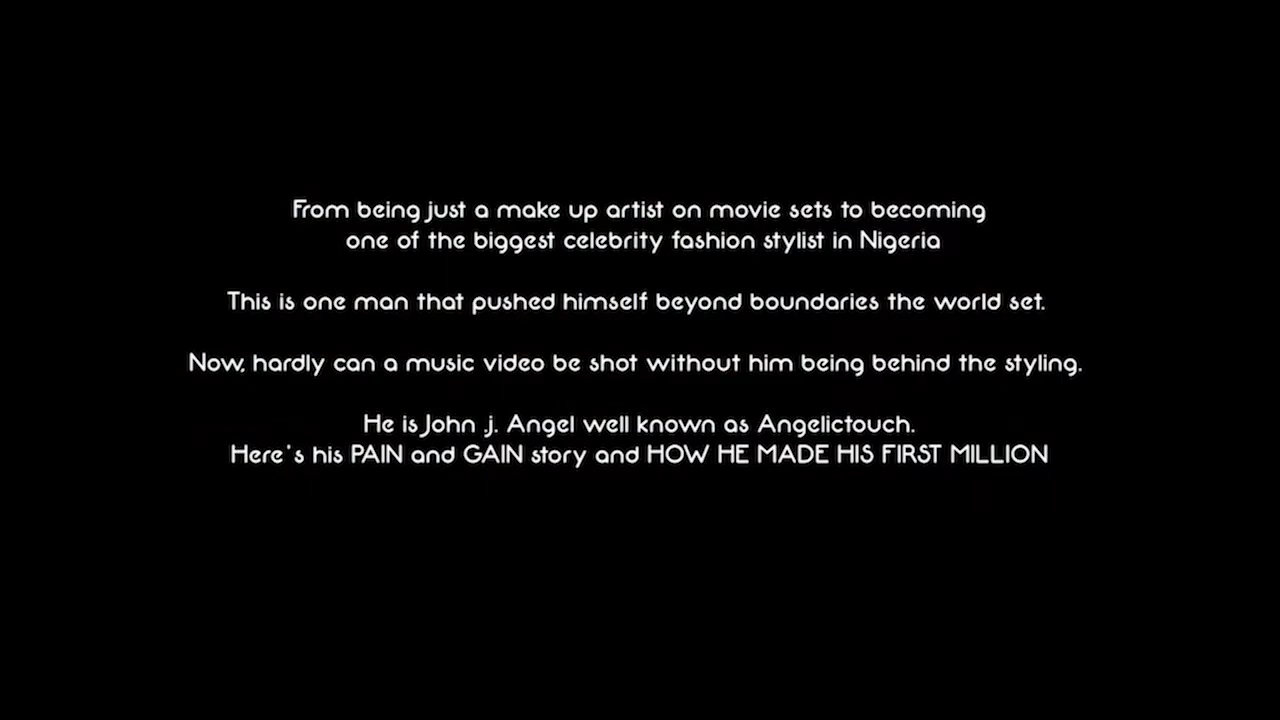 From being just a make up artist on movie sets to becoming
one of the biggest celebrity fashion stylist in Nigeria
This is one man that pushed himself beyond boundaries the world set.
Now, hardly can a music video be shot without him being behind the styling.
He is John .j. Angel well known as Angelictouch.
Here's his PAIN and GAIN story and HOW HE MADE HIS FIRST MILLION